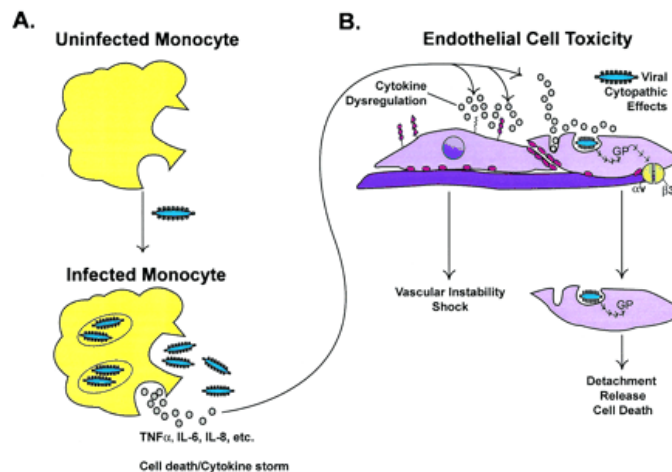 A.
Uninfected Monocyte
Infected Monocyte
TNFα, IL-6, IL-8, etc.
Cell death/Cytokine storm
B.
Endothelial Cell Toxicity
Cytokine
Dysregulation
Viral
Cytopathic
Effects
GP
αv
β3
Vascular Instability
Shock
GP
Detachment
Release
Cell Death